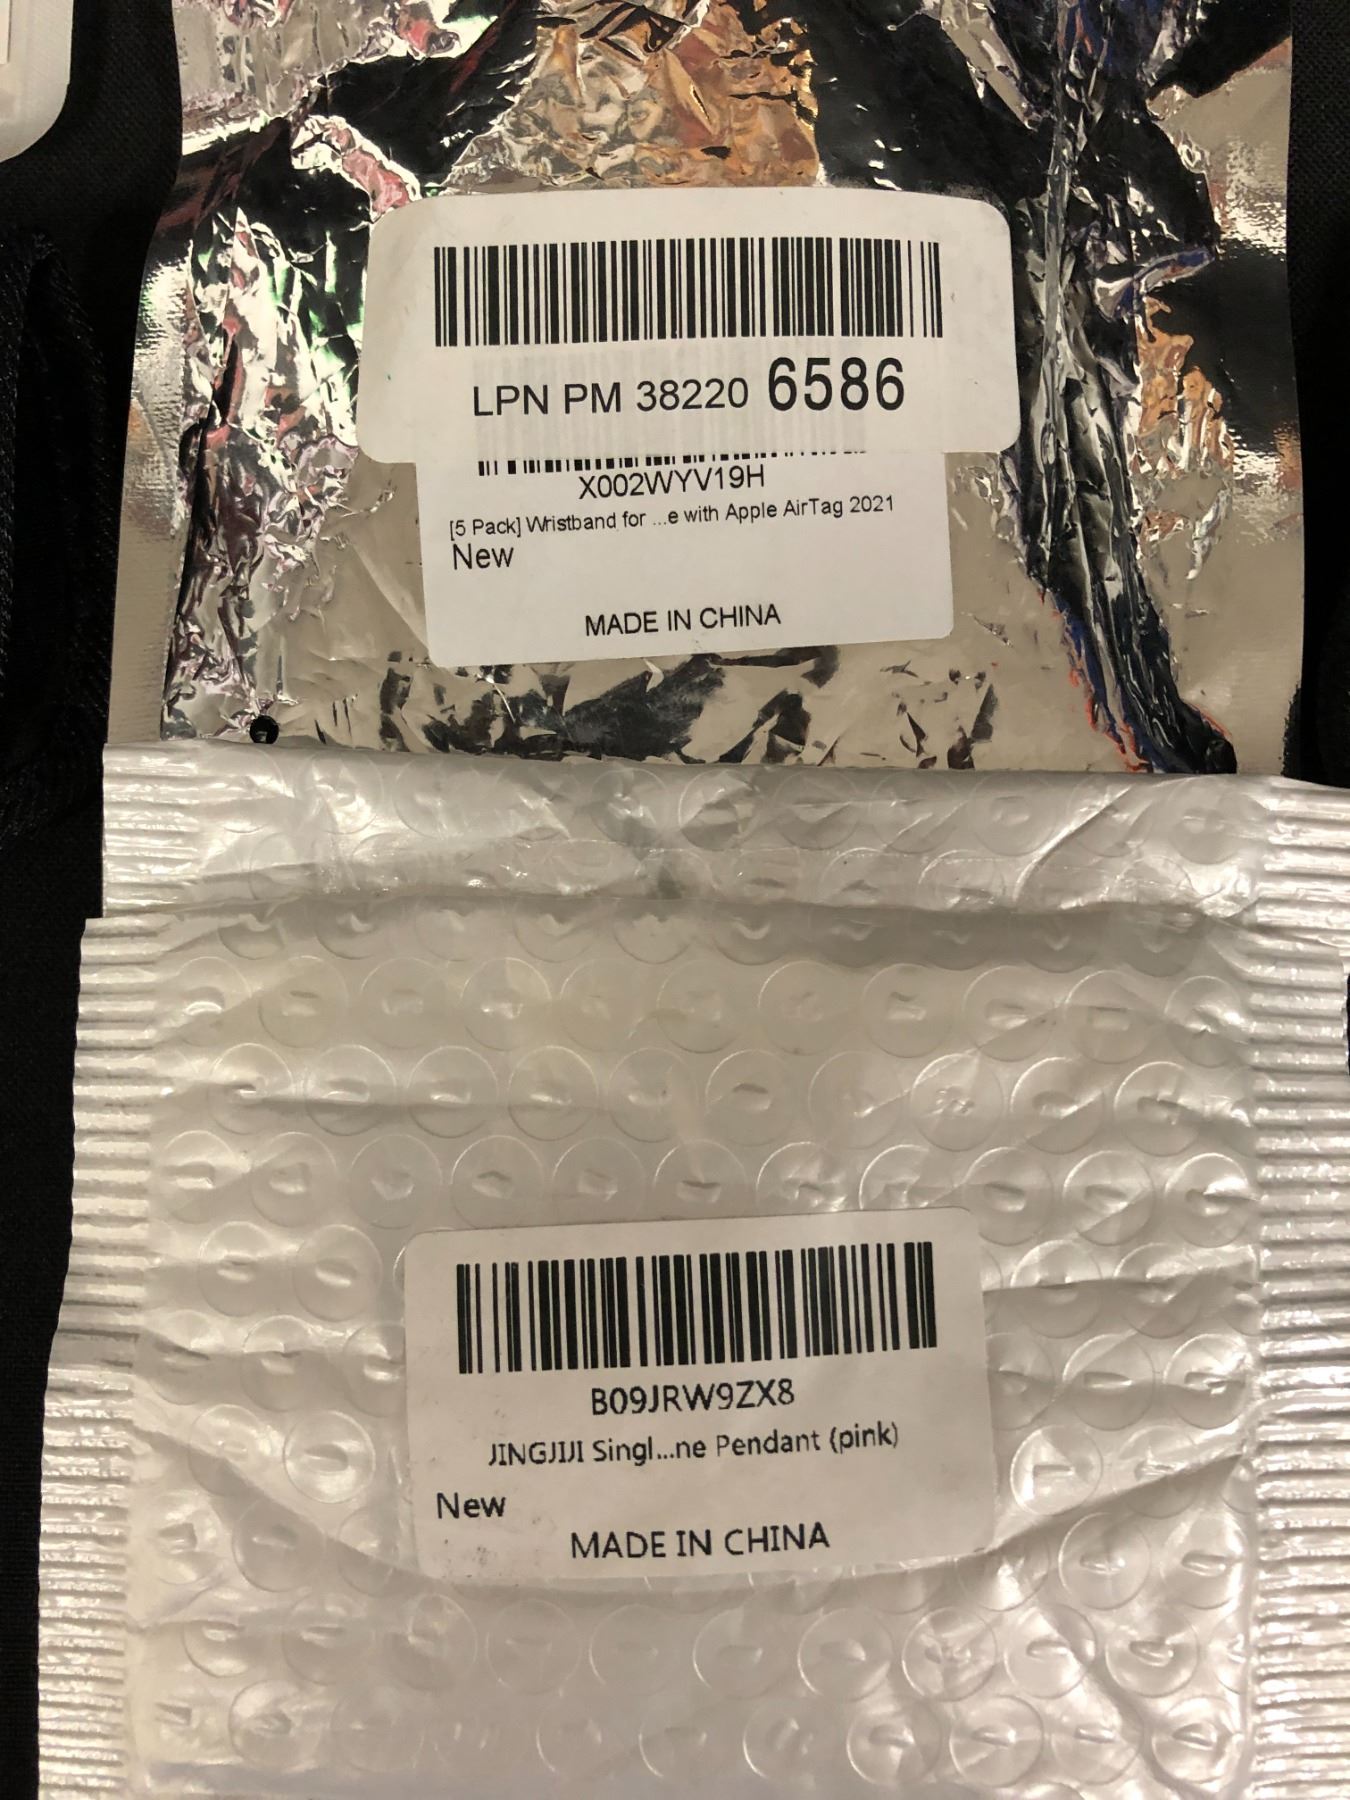 LPN PM 38220 6586
X002WYV19H
[5 Pack] Wristband for ...e with Apple AirTag 2021
New
MADE IN CHINA
B09JRW9ZX8
JINGJIJI Singl...ne Pendant (pink)
New
MADE IN CHINA